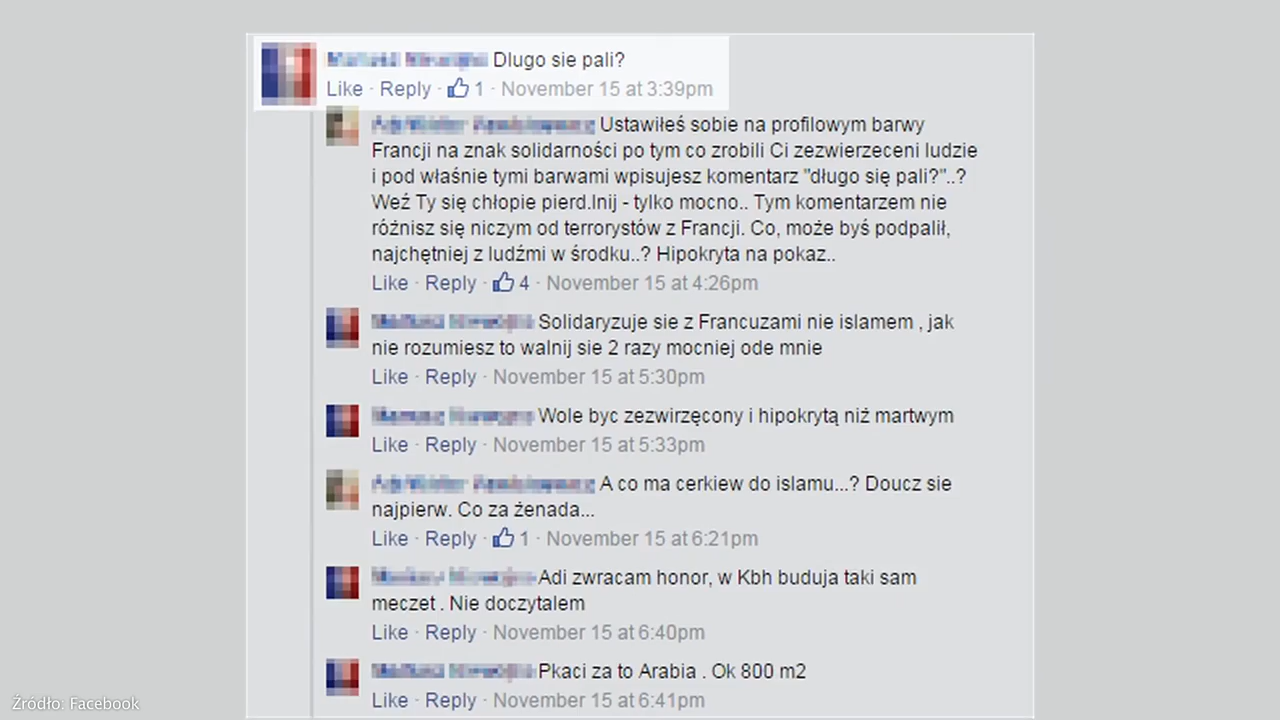 Dlugo sie pali?
Like · Reply · 1 · November 15 at 3:39pm
Ustawiłeś sobie na profilowym barwy
Francji na znak solidarności po tym co zrobili Ci zezwierzeceni ludzie
i pod właśnie tymi barwami wpisujesz komentarz "długo się pali?"..?
Weź Ty się chłopie pierd.lnij - tylko mocno.. Tym komentarzem nie
różnisz się niczym od terrorystów z Francji. Co, może byś podpalił,
najchętniej z ludźmi w środku..? Hipokryta na pokaz..
Like · Reply · 4 · November 15 at 4:26pm
Solidaryzuje sie z Francuzami nie islamem , jak
nie rozumiesz to walnij sie 2 razy mocniej ode mnie
Like · Reply · November 15 at 5:30pm
Wole byc zezwirzęcony i hipokrytą niż martwym
Like · Reply · November 15 at 5:33pm
A co ma cerkiew do islamu...? Doucz sie
najpierw. Co za żenada...
Like · Reply · 1 · November 15 at 6:21pm
Adi zwracam honor, w Kbh buduja taki sam
meczet . Nie doczytalem
Like · Reply · November 15 at 6:40pm
Pkaci za to Arabia . Ok 800 m2
Like · Reply · November 15 at 6:41pm
Źródło: Facebook